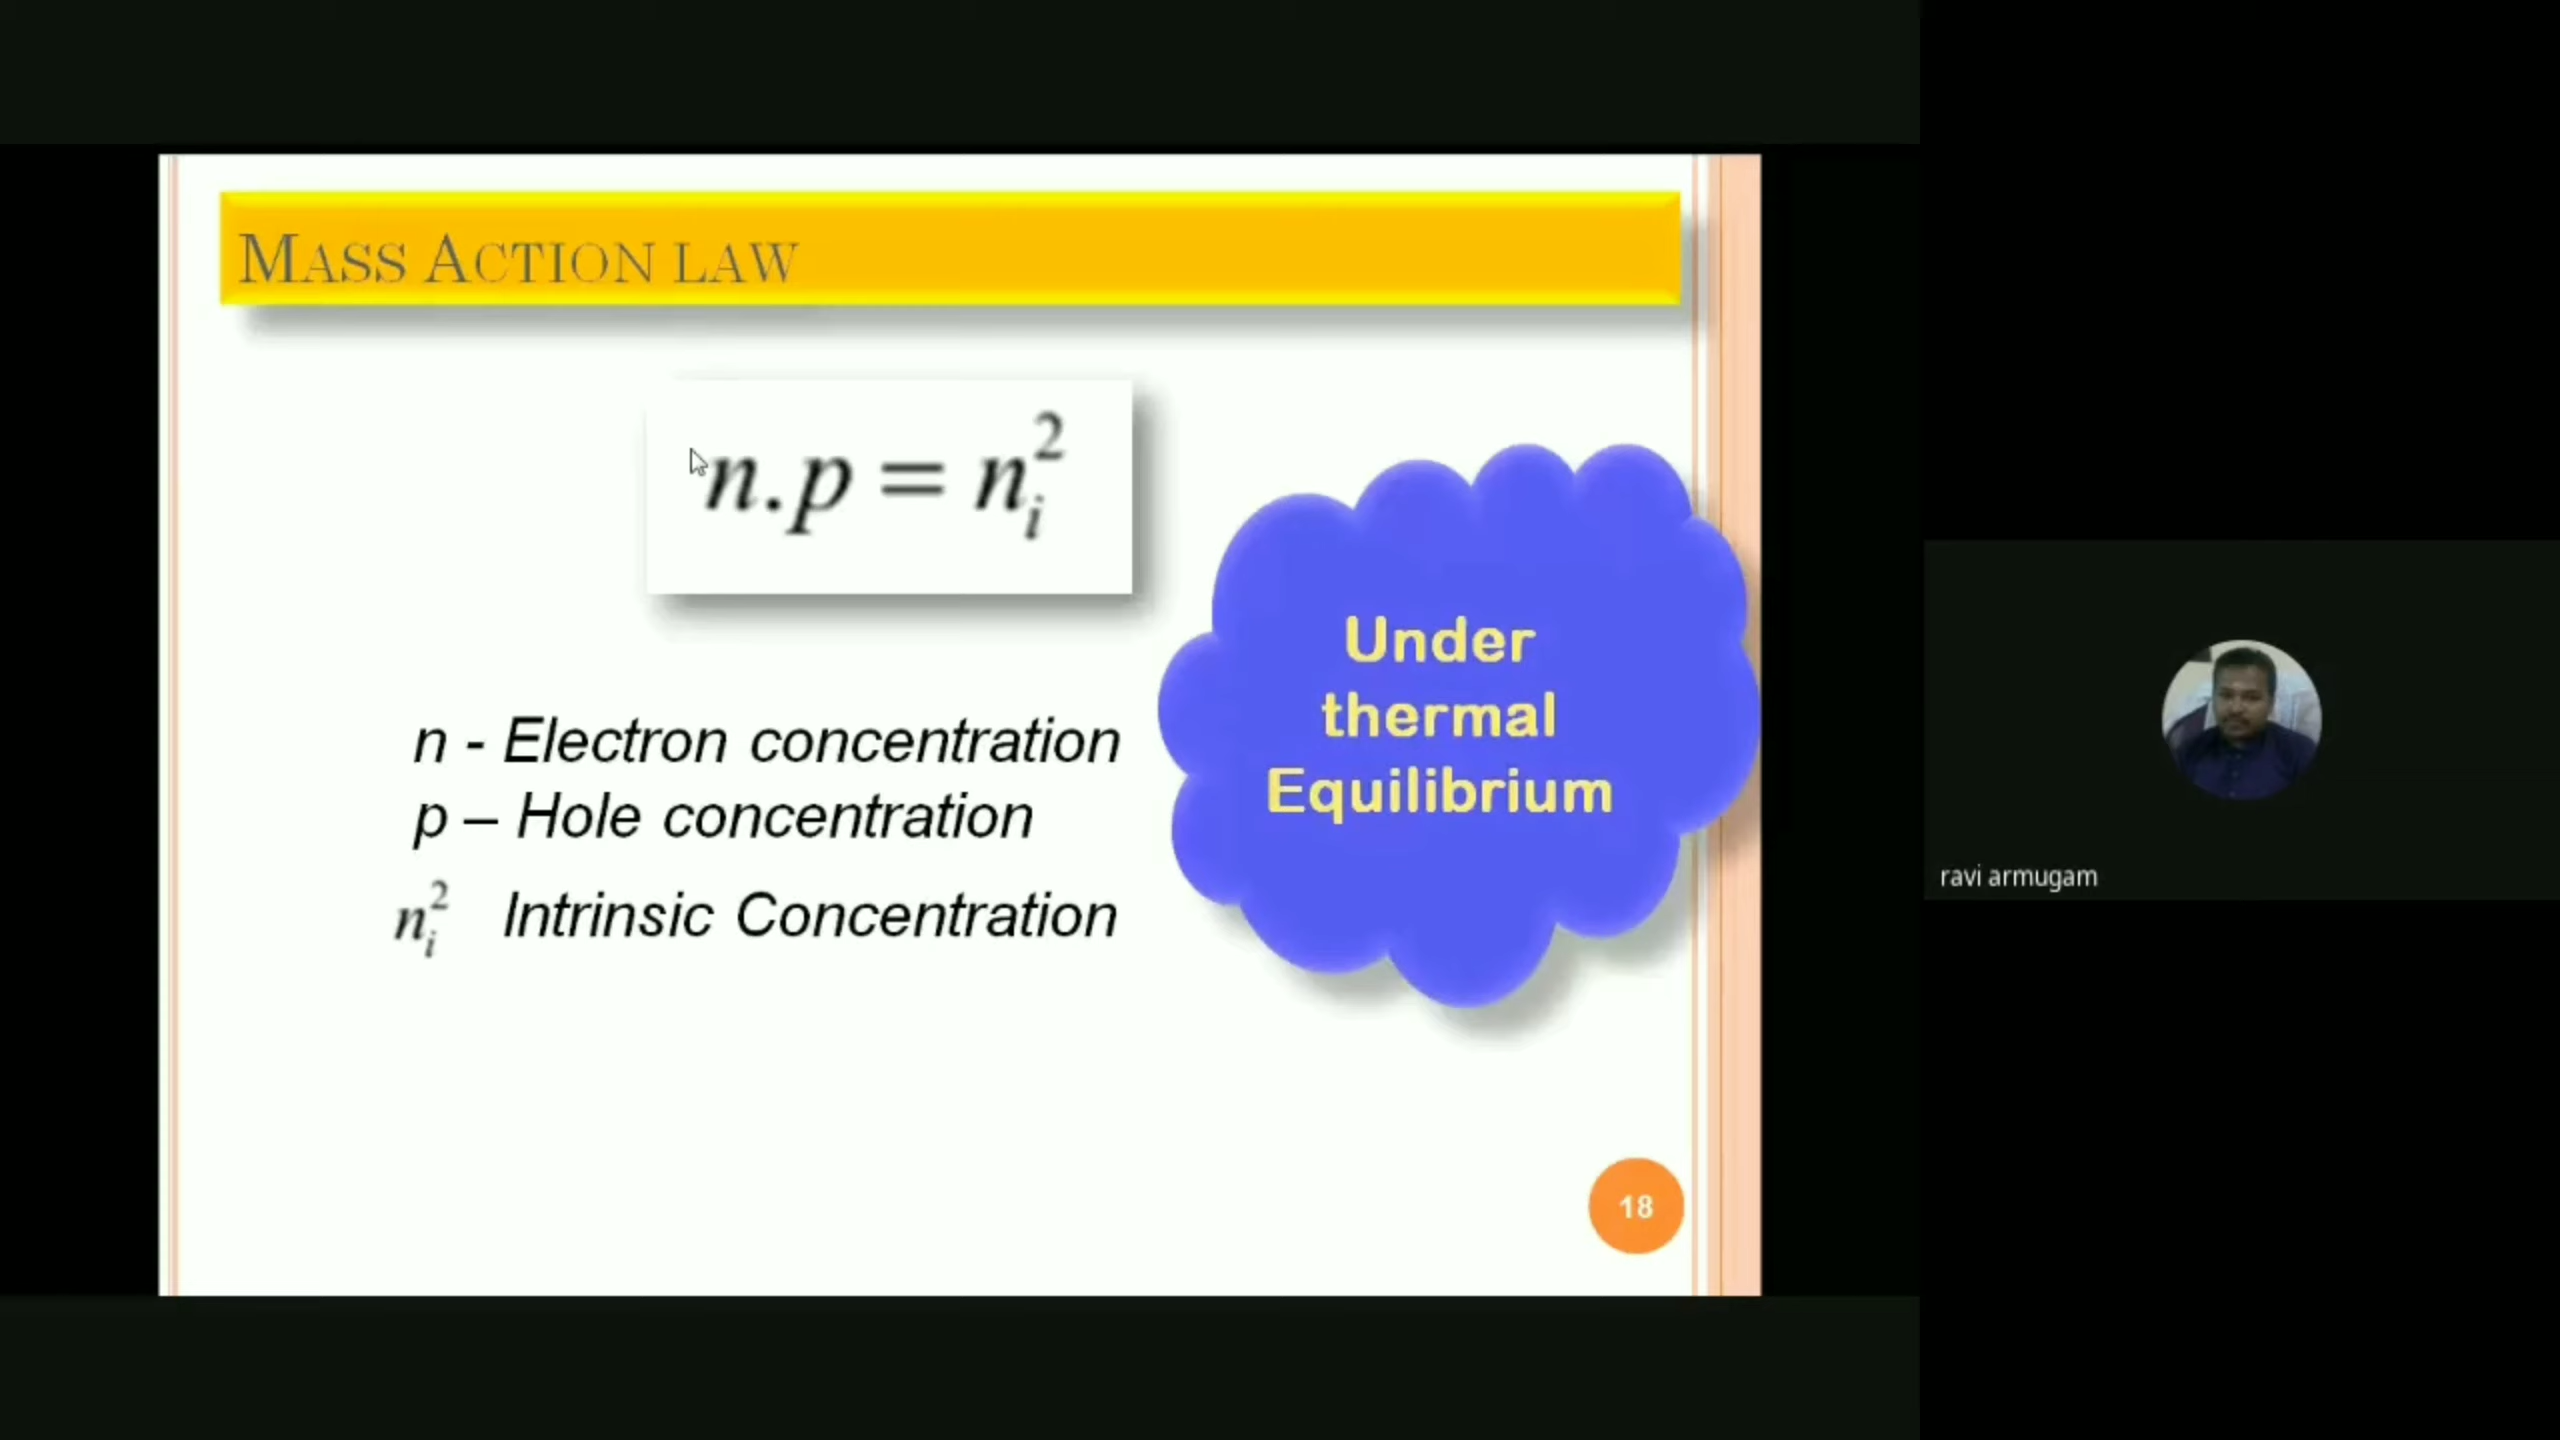 MASS ACTION LAW
n.p = n_i^2
Under
thermal
Equilibrium
n - Electron concentration
p – Hole concentration
n_i^2 Intrinsic Concentration
18
ravi armugam